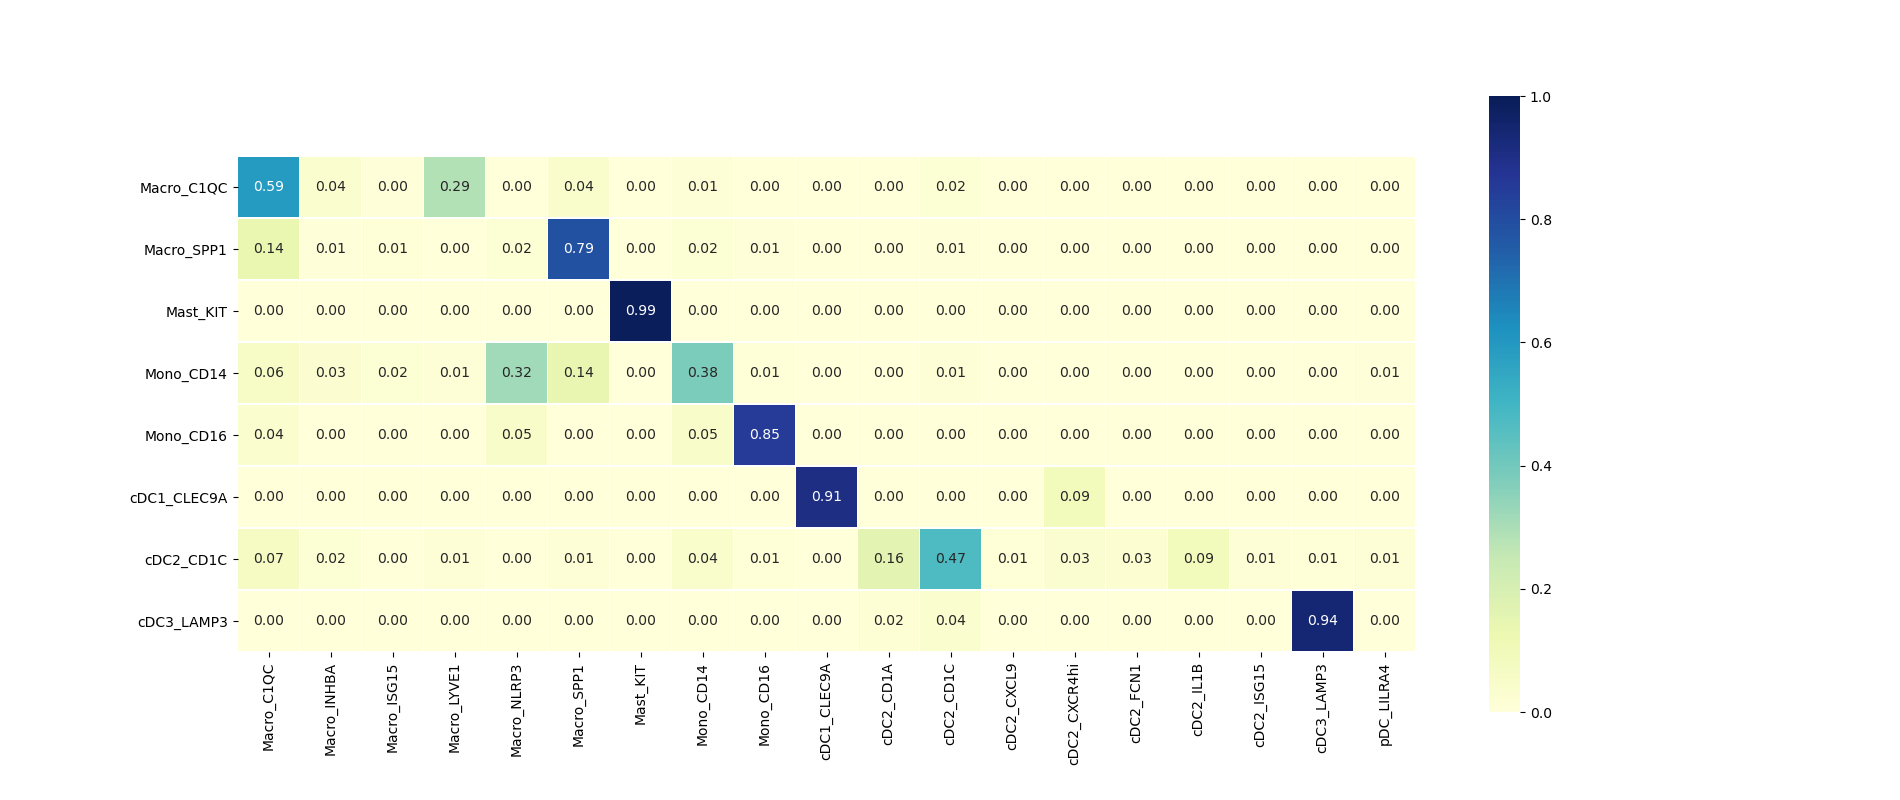 1.0
Macro_C1QC 0.59 0.04 0.00 0.29 0.00 0.04 0.00 0.01 0.00 0.00 0.00 0.02 0.00 0.00 0.00 0.00 0.00 0.00 0.00
0.8
Macro_SPP1 0.14 0.01 0.01 0.00 0.02 0.79 0.00 0.02 0.01 0.00 0.00 0.01 0.00 0.00 0.00 0.00 0.00 0.00 0.00
Mast_KIT 0.00 0.00 0.00 0.00 0.00 0.00 0.99 0.00 0.00 0.00 0.00 0.00 0.00 0.00 0.00 0.00 0.00 0.00 0.00
0.6
Mono_CD14 0.06 0.03 0.02 0.01 0.32 0.14 0.00 0.38 0.01 0.00 0.00 0.01 0.00 0.00 0.00 0.00 0.00 0.00 0.01
Mono_CD16 0.04 0.00 0.00 0.00 0.05 0.00 0.00 0.05 0.85 0.00 0.00 0.00 0.00 0.00 0.00 0.00 0.00 0.00 0.00
0.4
cDC1_CLEC9A 0.00 0.00 0.00 0.00 0.00 0.00 0.00 0.00 0.00 0.91 0.00 0.00 0.00 0.09 0.00 0.00 0.00 0.00 0.00
cDC2_CD1C 0.07 0.02 0.00 0.01 0.00 0.01 0.00 0.04 0.01 0.00 0.16 0.47 0.01 0.03 0.03 0.09 0.01 0.01 0.01
0.2
cDC3_LAMP3 0.00 0.00 0.00 0.00 0.00 0.00 0.00 0.00 0.00 0.00 0.02 0.04 0.00 0.00 0.00 0.00 0.00 0.94 0.00
0.0
Macro_C1QC
Macro_INHBA
Macro_ISG15
Macro_LYVE1
Macro_NLRP3
Macro_SPP1
Mast_KIT
Mono_CD14
Mono_CD16
cDC1_CLEC9A
cDC2_CD1A
cDC2_CD1C
cDC2_CXCL9
cDC2_CXCR4hi
cDC2_FCN1
cDC2_IL1B
cDC2_ISG15
cDC3_LAMP3
pDC_LILRA4